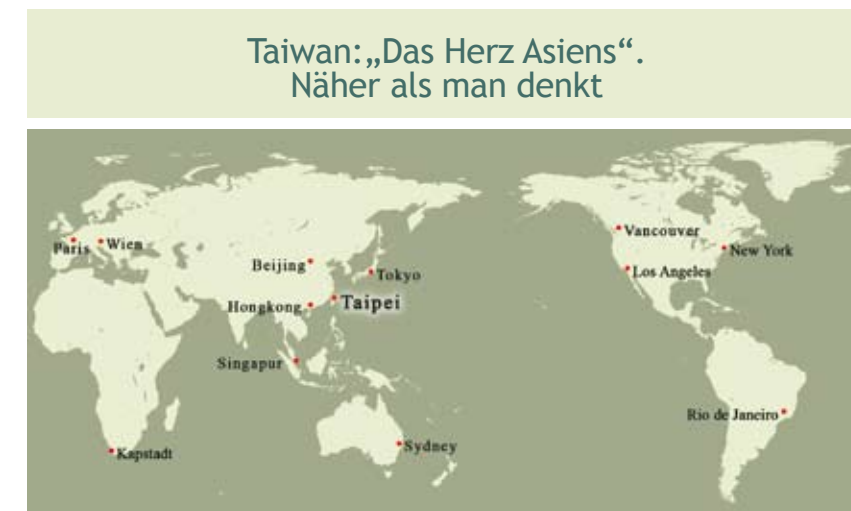 Taiwan:„Das Herz Asiens“.
Näher als man denkt
Paris
Wien
Vancouver
New York
Beijing
Tokyo
Los Angeles
Hongkong
Taipei
Singapur
Rio de Janeiro
Sydney
Kapstadt